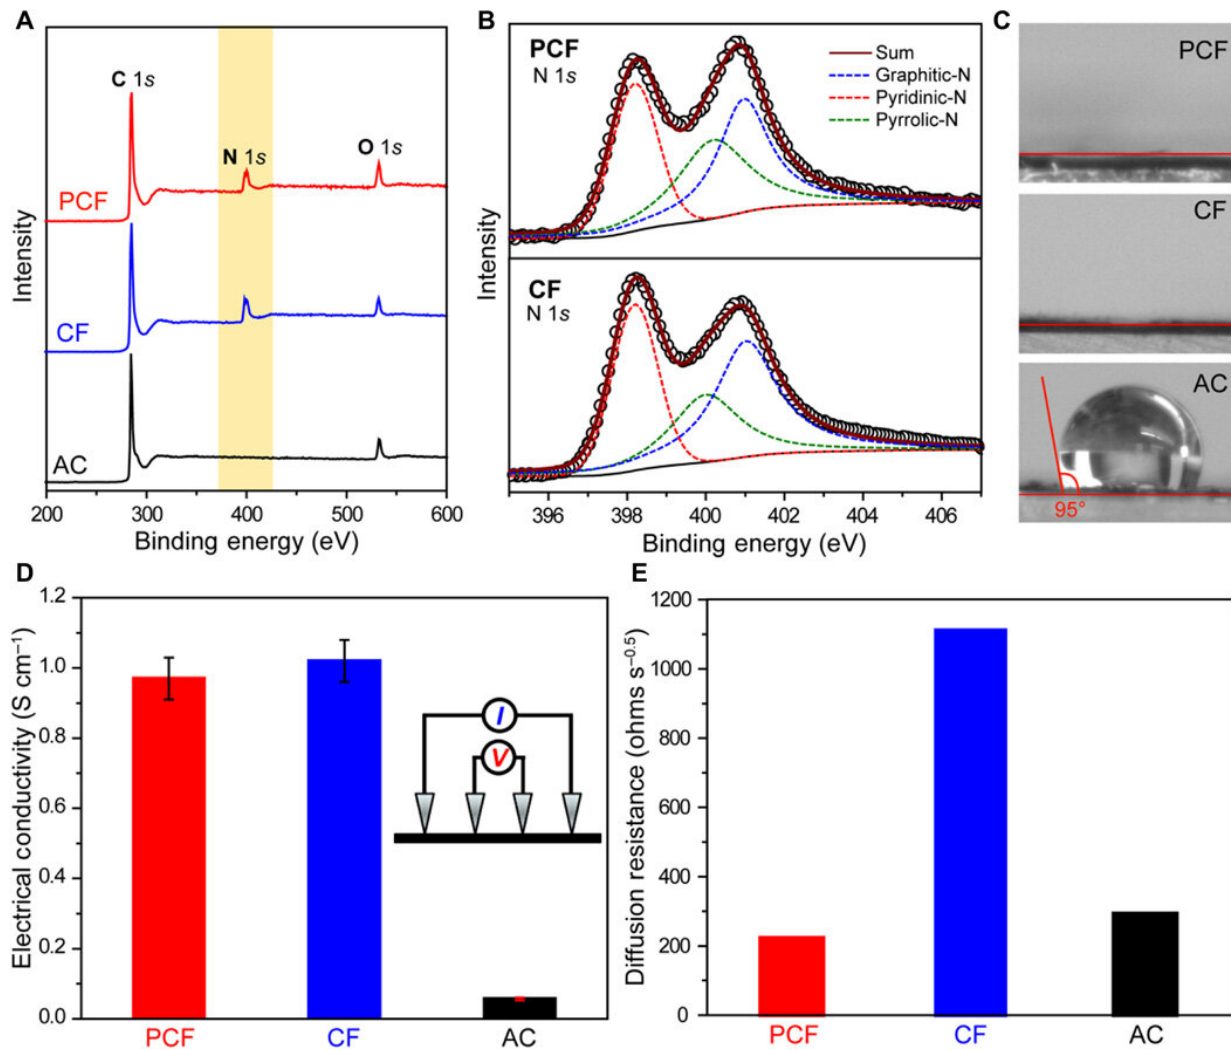 A
C 1s
N 1s
O 1s
PCF
CF
AC
Intensity
200 300 400 500 600
Binding energy (eV)
B
PCF
N 1s
Sum
Graphitic-N
Pyridinic-N
Pyrrolic-N
CF
N 1s
Intensity
396 398 400 402 404 406
Binding energy (eV)
C
PCF
CF
AC
95°
D
Electrical conductivity (S cm⁻¹)
1.2
1.0
0.8
0.6
0.4
0.2
0.0
I
V
PCF CF AC
E
Diffusion resistance (ohms s⁻⁰·⁵)
1200
1000
800
600
400
200
0
PCF CF AC